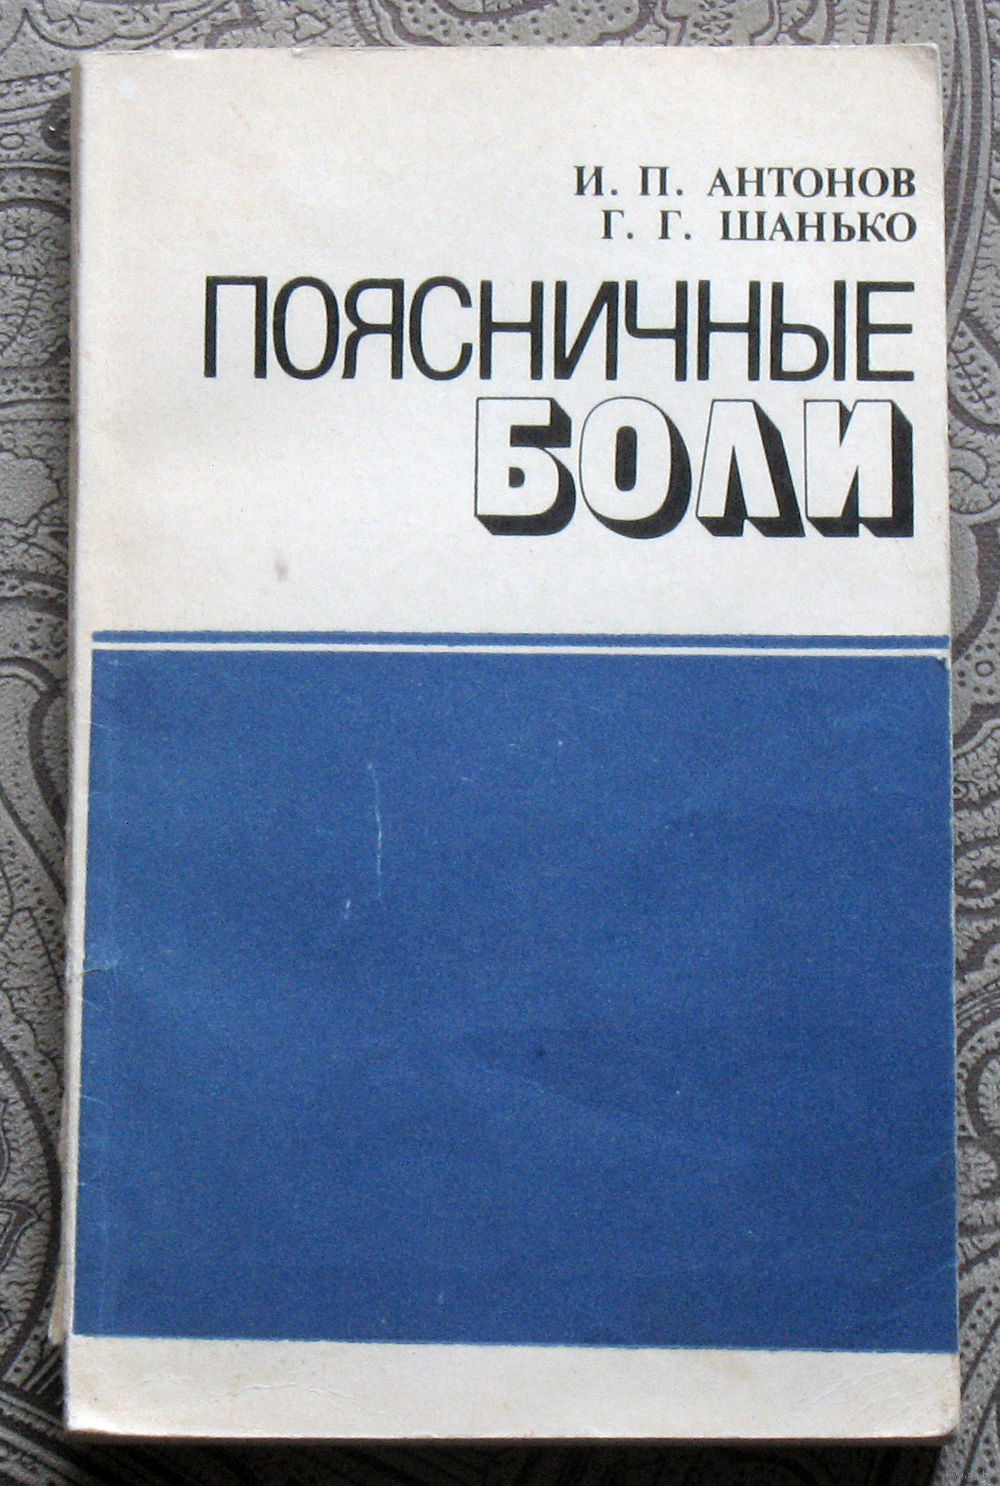 И. П. АНТОНОВ
Г. Г. ШАНЬКО
ПОЯСНИЧНЫЕ
БОЛИ